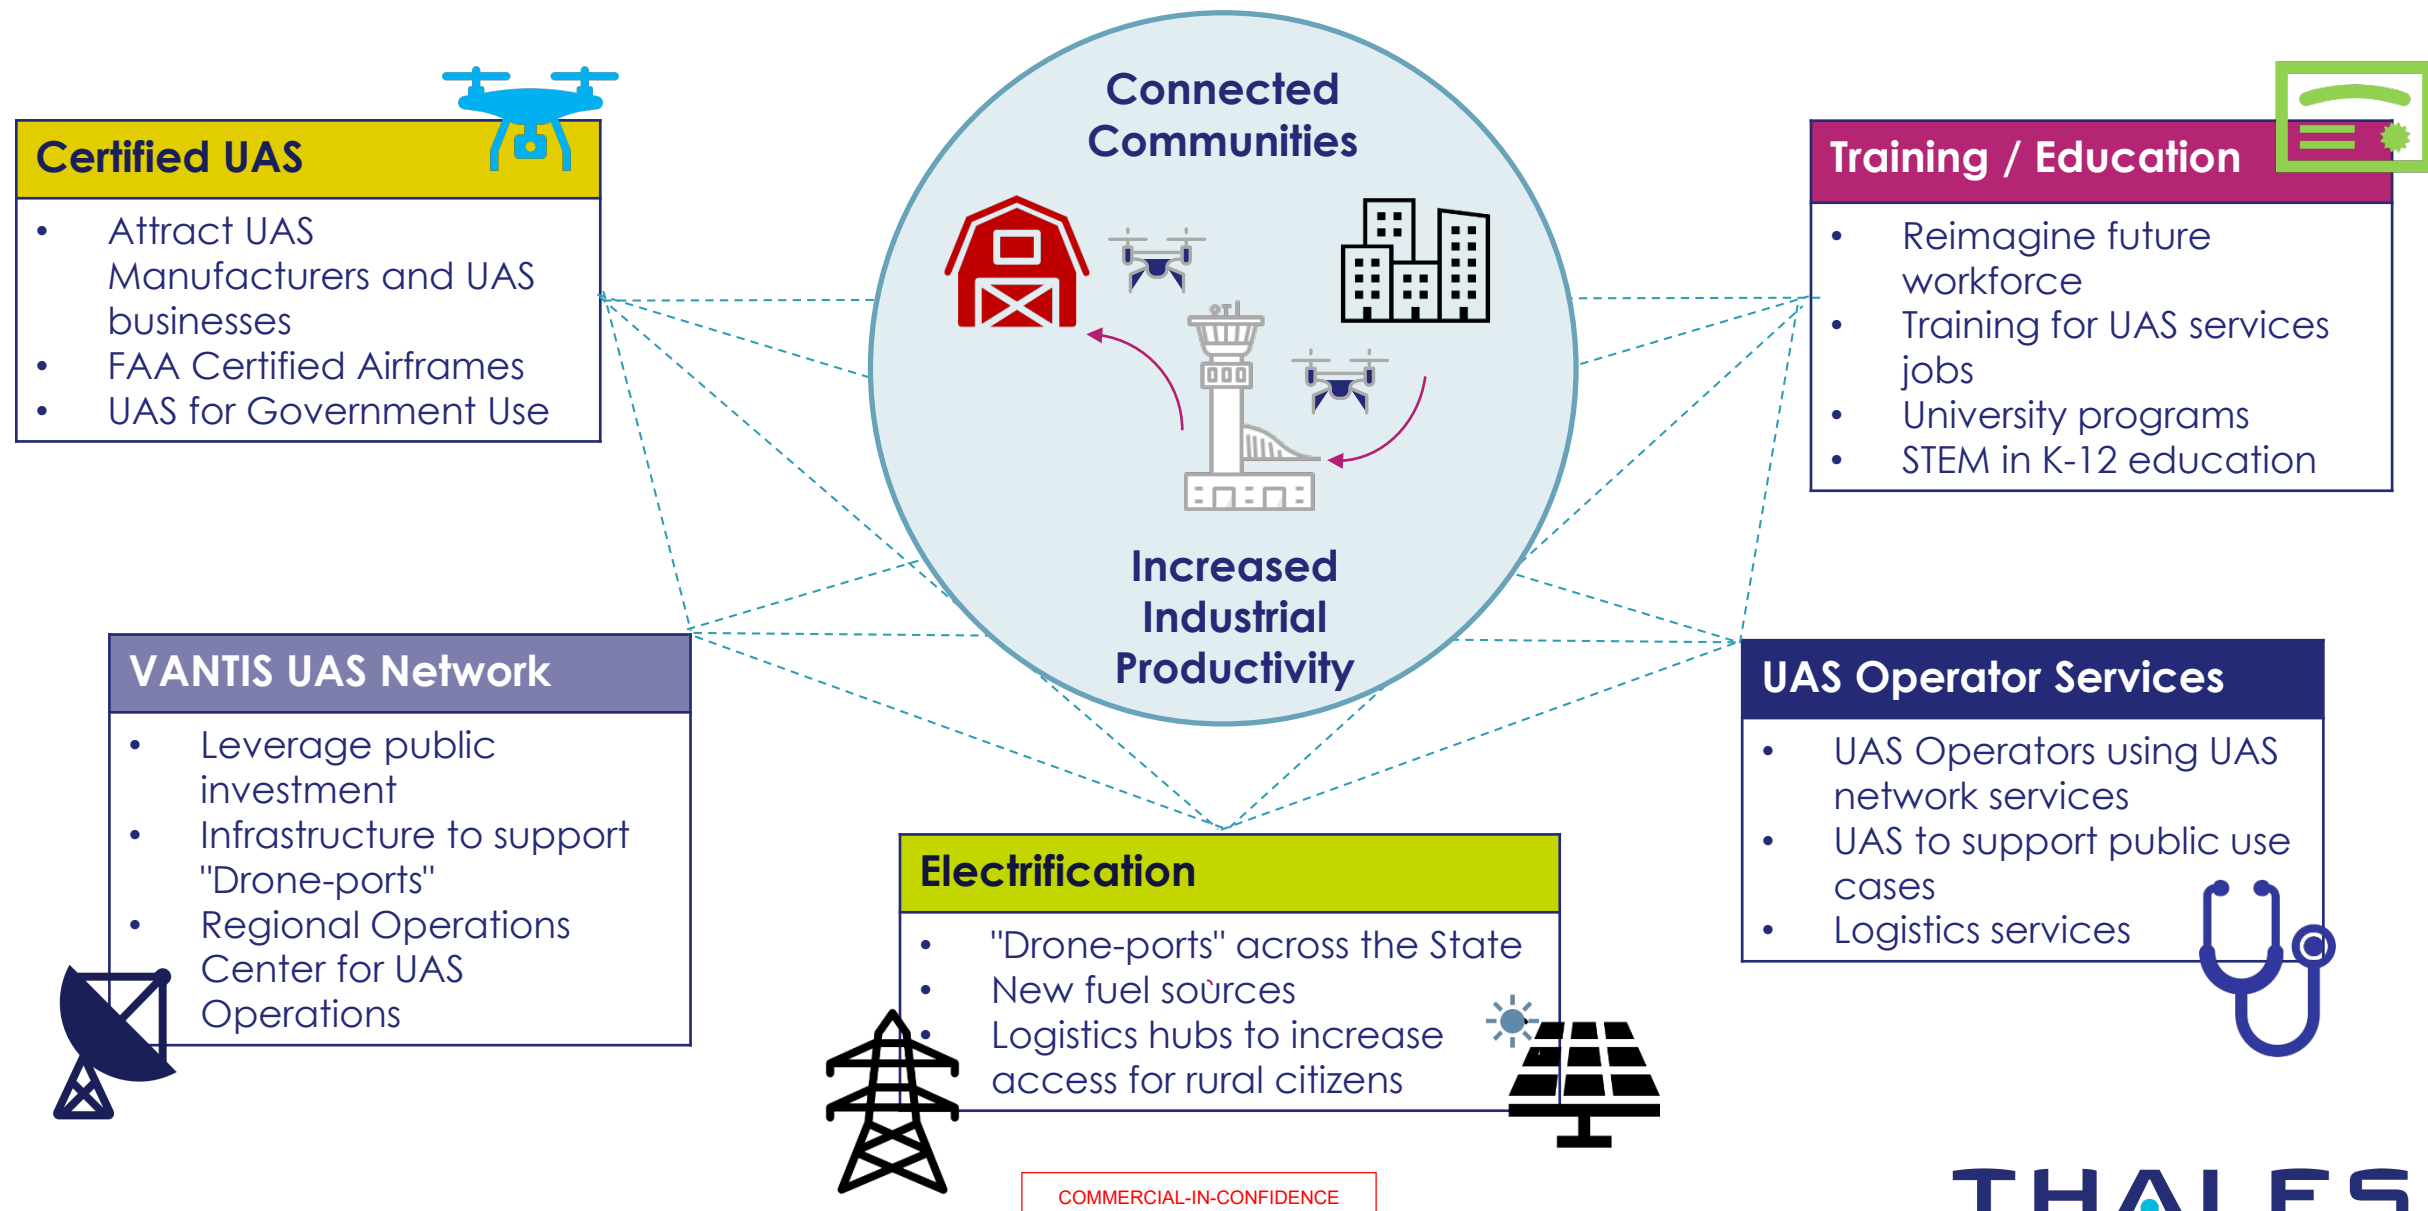 Connected
Communities
Certified UAS
• Attract UAS
Manufacturers and UAS
businesses
• FAA Certified Airframes
• UAS for Government Use
Training / Education
• Reimagine future
workforce
• Training for UAS services
jobs
• University programs
• STEM in K-12 education
Increased
Industrial
Productivity
VANTIS UAS Network
• Leverage public
investment
• Infrastructure to support
"Drone-ports"
• Regional Operations
Center for UAS
Operations
UAS Operator Services
• UAS Operators using UAS
network services
• UAS to support public use
cases
• Logistics services
Electrification
• "Drone-ports" across the State
• New fuel sources
• Logistics hubs to increase
access for rural citizens
COMMERCIAL-IN-CONFIDENCE
THALES